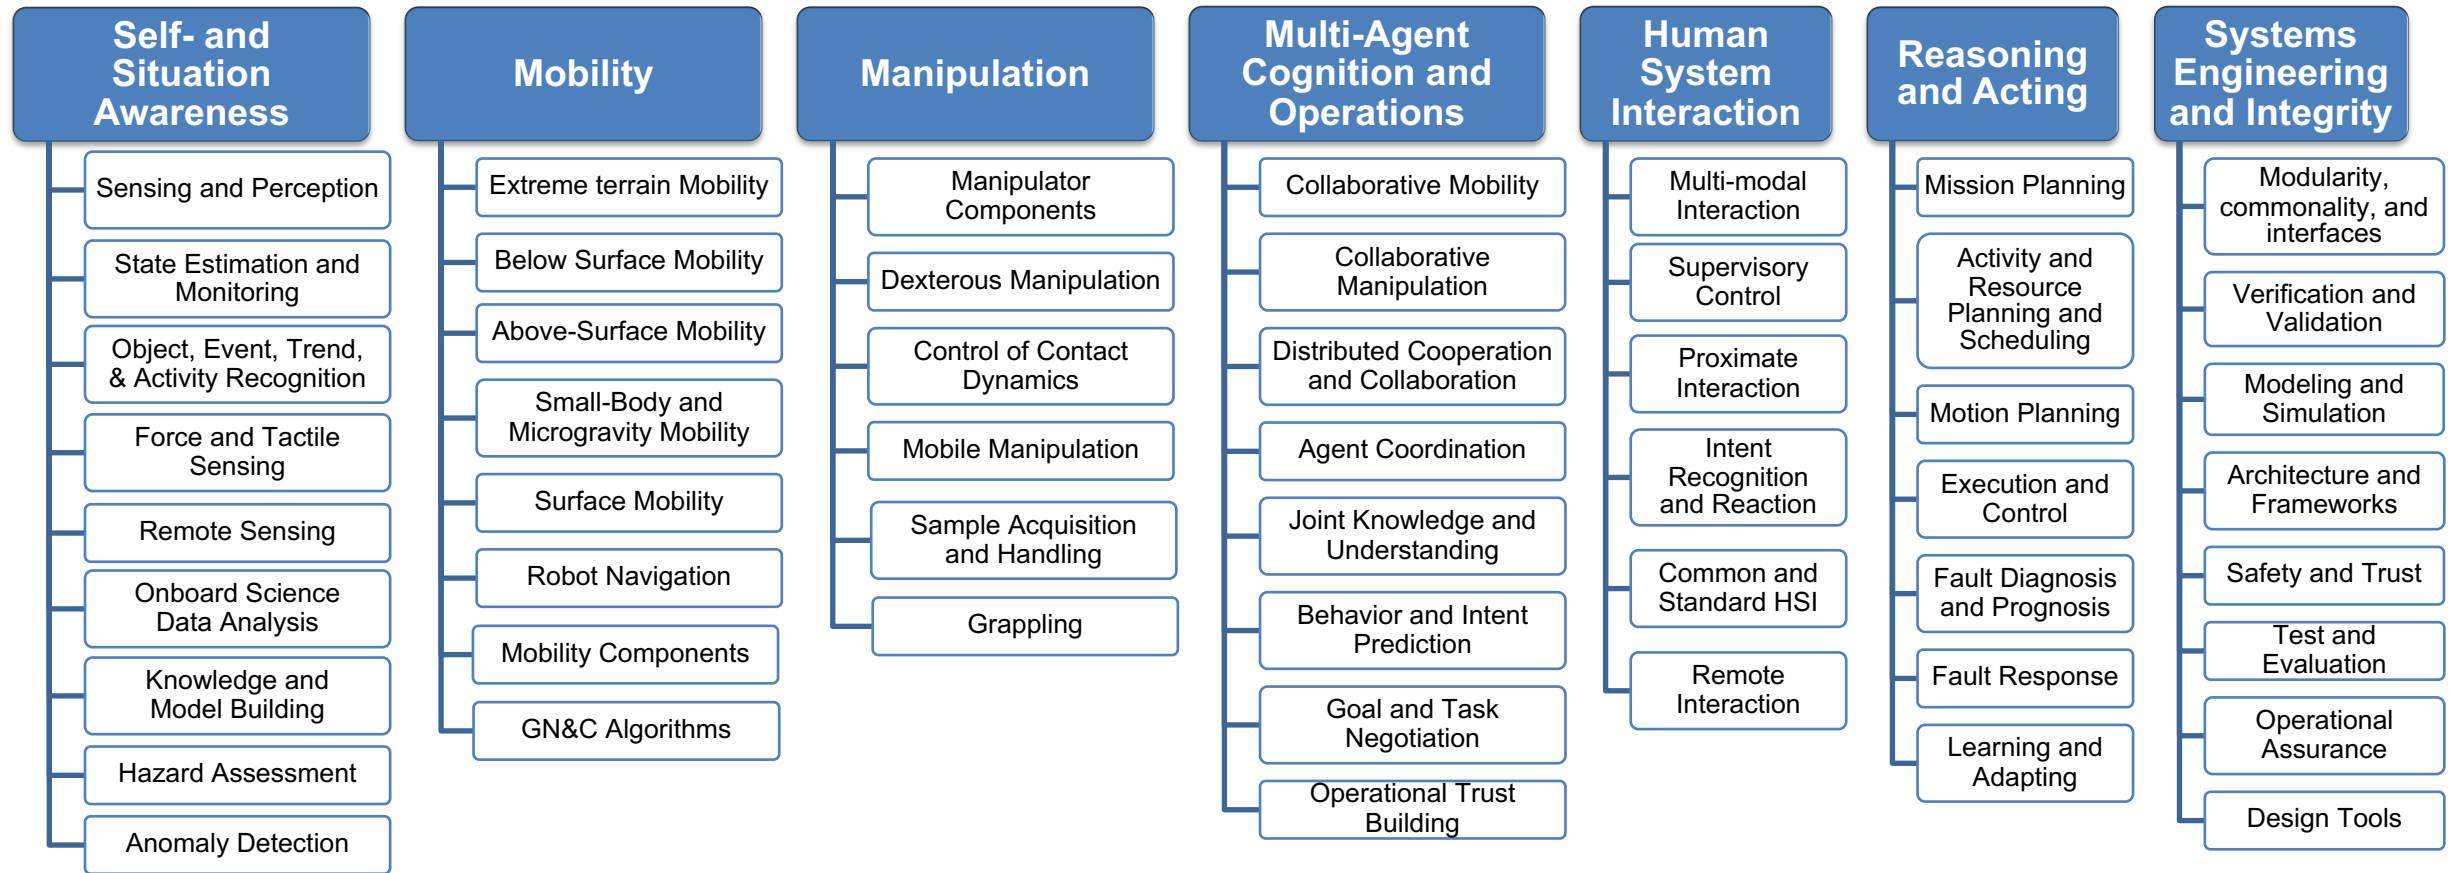 Self- and
Situation
Awareness
Sensing and Perception
State Estimation and
Monitoring
Object, Event, Trend,
& Activity Recognition
Force and Tactile
Sensing
Remote Sensing
Onboard Science
Data Analysis
Knowledge and
Model Building
Hazard Assessment
Anomaly Detection
Mobility
Extreme terrain Mobility
Below Surface Mobility
Above-Surface Mobility
Small-Body and
Microgravity Mobility
Surface Mobility
Robot Navigation
Mobility Components
GN&C Algorithms
Manipulation
Manipulator
Components
Dexterous Manipulation
Control of Contact
Dynamics
Mobile Manipulation
Sample Acquisition
and Handling
Grappling
Multi-Agent
Cognition and
Operations
Collaborative Mobility
Collaborative
Manipulation
Distributed Cooperation
and Collaboration
Agent Coordination
Joint Knowledge and
Understanding
Behavior and Intent
Prediction
Goal and Task
Negotiation
Operational Trust
Building
Human
System
Interaction
Multi-modal
Interaction
Supervisory
Control
Proximate
Interaction
Intent
Recognition
and Reaction
Common and
Standard HSI
Remote
Interaction
Reasoning
and Acting
Mission Planning
Activity and
Resource
Planning and
Scheduling
Motion Planning
Execution and
Control
Fault Diagnosis
and Prognosis
Fault Response
Learning and
Adapting
Systems
Engineering
and Integrity
Modularity,
commonality, and
interfaces
Verification and
Validation
Modeling and
Simulation
Architecture and
Frameworks
Safety and Trust
Test and
Evaluation
Operational
Assurance
Design Tools